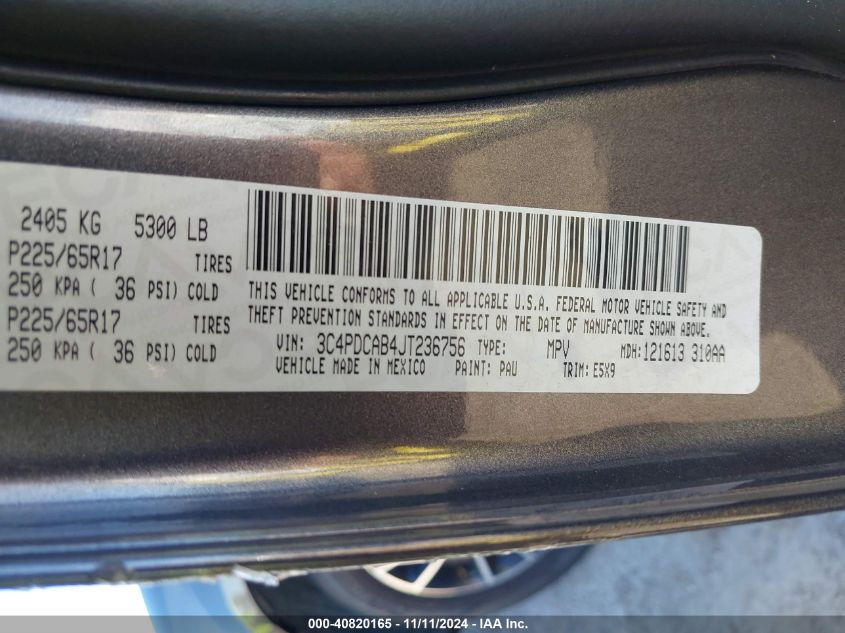 2405 KG 5300 LB
P225/65R17 TIRES
250 KPA ( 36 PSI) COLD
P225/65R17 TIRES
250 KPA ( 36 PSI) COLD
THIS VEHICLE CONFORMS TO ALL APPLICABLE U.S.A. FEDERAL MOTOR VEHICLE SAFETY AND
THEFT PREVENTION STANDARDS IN EFFECT ON THE DATE OF MANUFACTURE SHOWN ABOVE.
VIN: 3C4PDCAB4JT236756 TYPE: MPV MDH: 121613 310AA
VEHICLE MADE IN MEXICO PAINT: PAU TRIM: E5X9
000-40820165 - 11/11/2024 - IAA Inc.